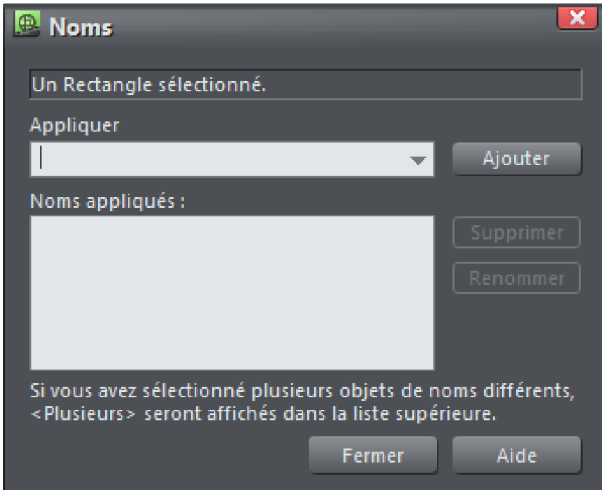 Noms
Un Rectangle sélectionné.
Appliquer
Ajouter
Noms appliqués :
Supprimer
Renommer
Si vous avez sélectionné plusieurs objets de noms différents,
<Plusieurs> seront affichés dans la liste supérieure.
Fermer
Aide